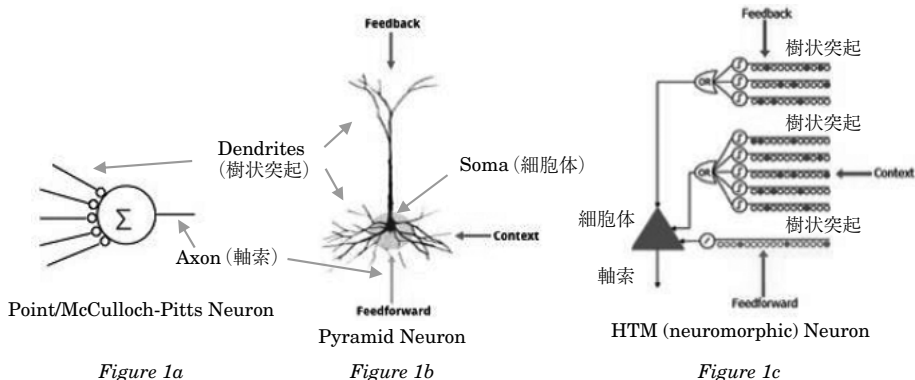 Feedback
Dendrites
(樹状突起)
Σ
Axon (軸索)
Point/McCulloch-Pitts Neuron
Figure 1a
Feedback
Soma (細胞体)
Context
Feedforward
Pyramid Neuron
Figure 1b
樹状突起
OR
樹状突起
OR
Context
細胞体
樹状突起
軸索
Feedforward
HTM (neuromorphic) Neuron
Figure 1c